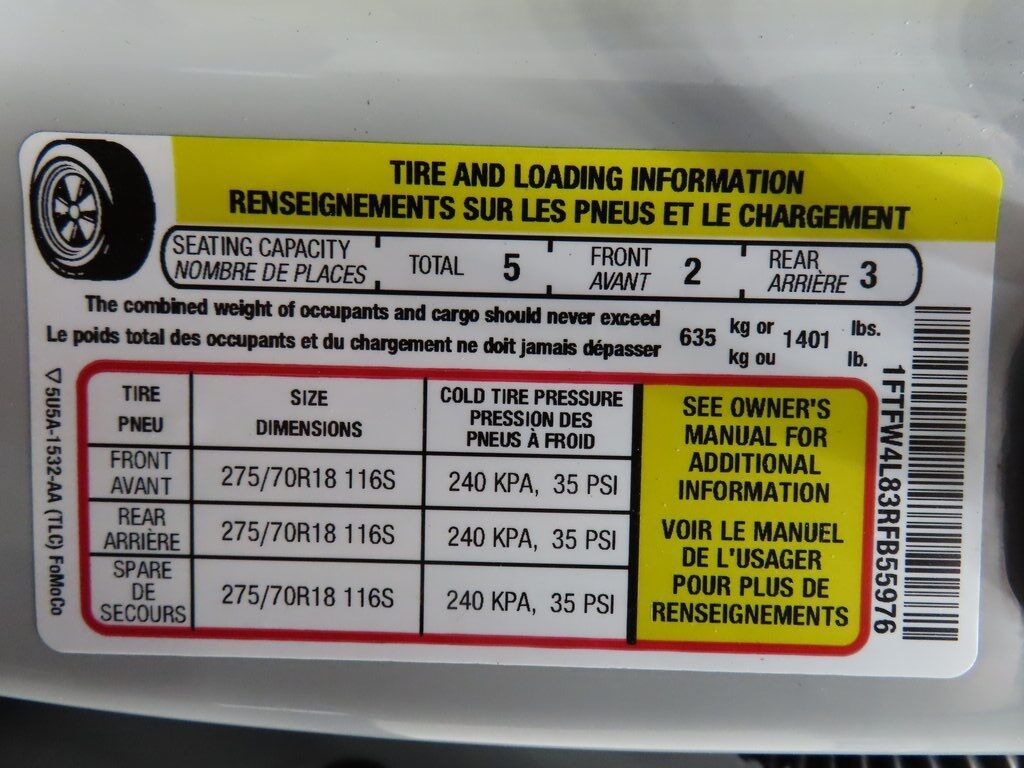 TIRE AND LOADING INFORMATION
RENSEIGNEMENTS SUR LES PNEUS ET LE CHARGEMENT
SEATING CAPACITY
NOMBRE DE PLACES
TOTAL 5
FRONT
AVANT 2
REAR
ARRIÈRE 3
The combined weight of occupants and cargo should never exceed
Le poids total des occupants et du chargement ne doit jamais dépasser
635 kg or 1401 lbs.
kg ou lb.
TIRE
PNEU
SIZE
DIMENSIONS
COLD TIRE PRESSURE
PRESSION DES
PNEUS À FROID
FRONT
AVANT
275/70R18 116S
240 KPA, 35 PSI
REAR
ARRIÈRE
275/70R18 116S
240 KPA, 35 PSI
SPARE
DE
SECOURS
275/70R18 116S
240 KPA, 35 PSI
SEE OWNER'S
MANUAL FOR
ADDITIONAL
INFORMATION
VOIR LE MANUEL
DE L'USAGER
POUR PLUS DE
RENSEIGNEMENTS
5U5A-1532-AA (TLC) FoMoCo
1FTFW4L83RFB55976